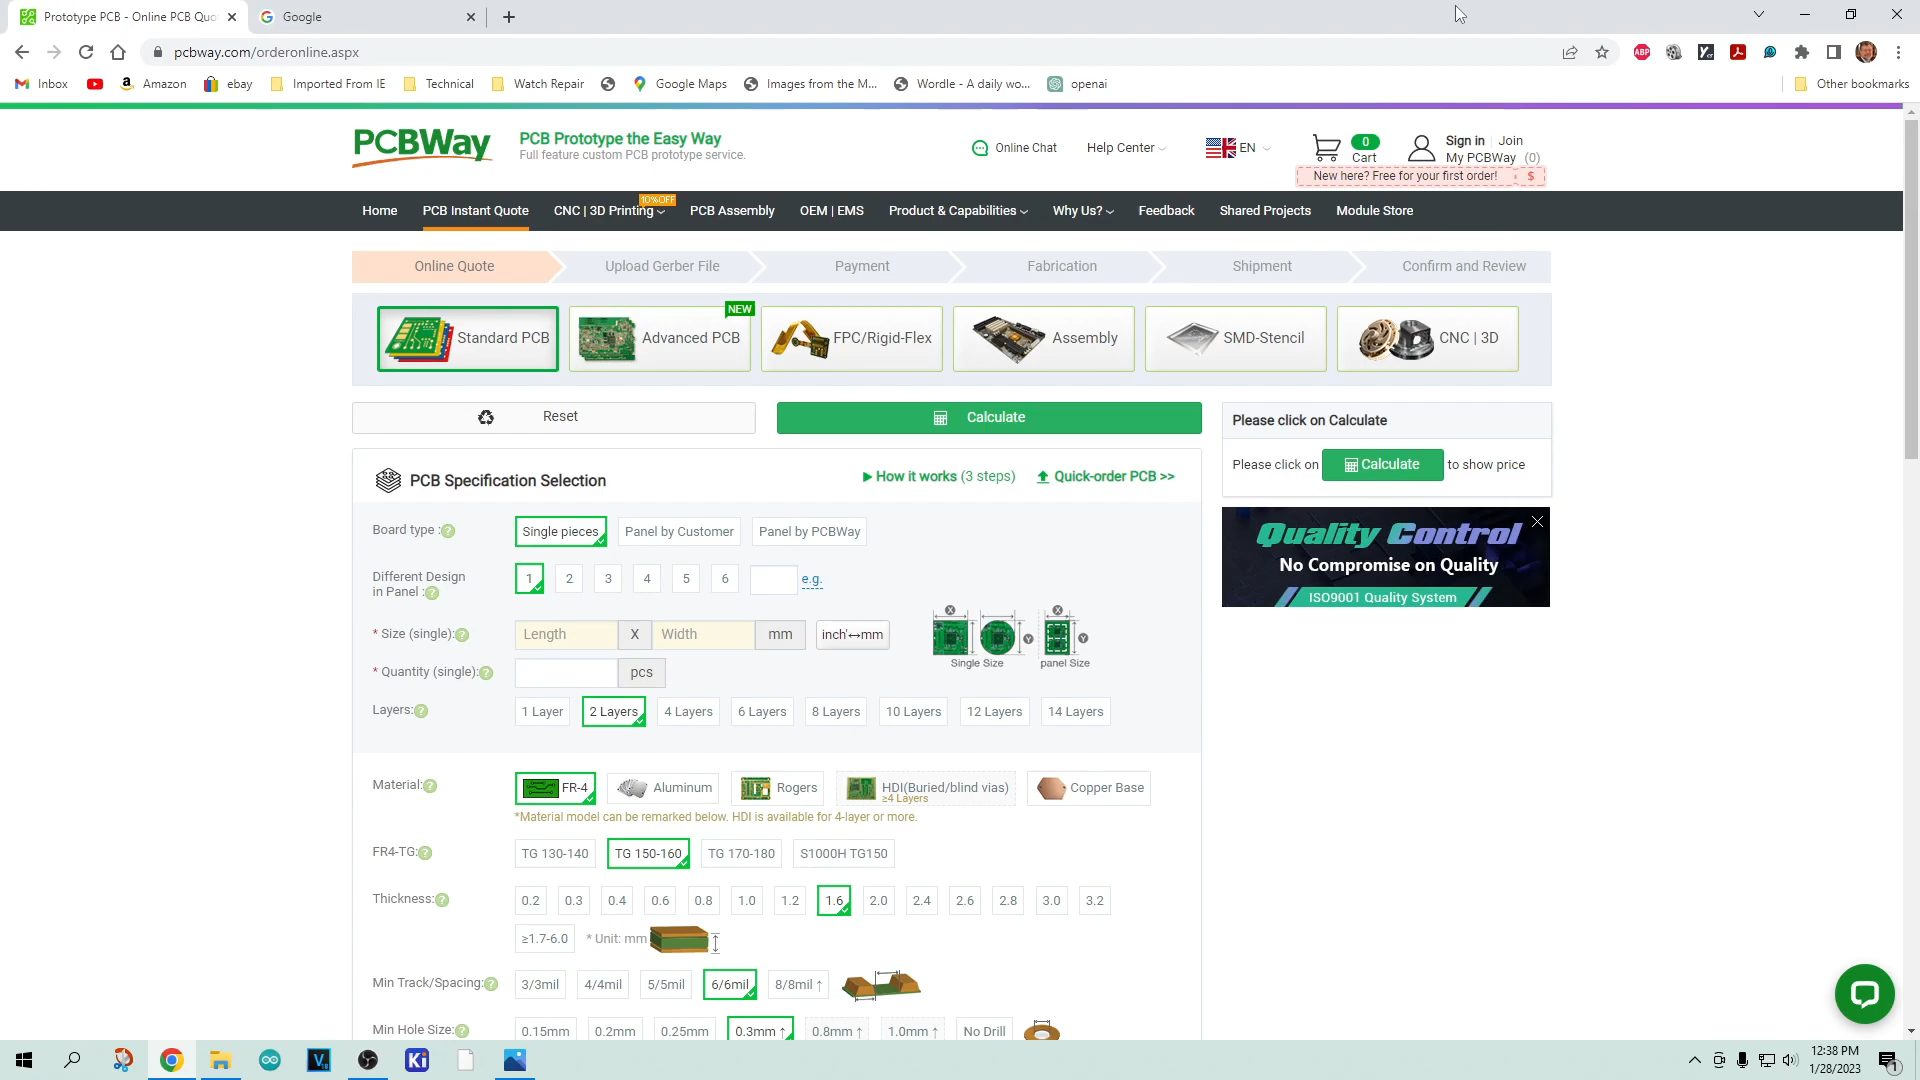 Prototype PCB - Online PCB Quo
Google
pcbway.com/orderonline.aspx
ABP
Inbox
Amazon
ebay
Imported From IE
Technical
Watch Repair
Google Maps
Images from the M...
Wordle - A daily wo...
openai
Other bookmarks
PCBWay
PCB Prototype the Easy Way
Full feature custom PCB prototype service.
Online Chat
Help Center
EN
0
Cart
Sign in
Join
My PCBWay (0)
New here? Free for your first order! $
10%OFF
Home
PCB Instant Quote
CNC | 3D Printing
PCB Assembly
OEM | EMS
Product & Capabilities
Why Us?
Feedback
Shared Projects
Module Store
Online Quote
Upload Gerber File
Payment
Fabrication
Shipment
Confirm and Review
NEW
Standard PCB
Advanced PCB
FPC/Rigid-Flex
Assembly
SMD-Stencil
CNC | 3D
Reset
Calculate
Please click on Calculate
Please click on Calculate to show price
PCB Specification Selection
How it works (3 steps)
Quick-order PCB >>
Quality Control
No Compromise on Quality
ISO9001 Quality System
Board type :?
Single pieces
Panel by Customer
Panel by PCBWay
Different Design
in Panel :?
1
2
3
4
5
6
e.g.
* Size (single):?
Length
X
Width
mm
inch'↔mm
X
Y
X
Y
Single Size
panel Size
* Quantity (single):?
pcs
Layers:?
1 Layer
2 Layers
4 Layers
6 Layers
8 Layers
10 Layers
12 Layers
14 Layers
Material:?
FR-4
Aluminum
Rogers
HDI(Buried/blind vias)
≥4 Layers
Copper Base
*Material model can be remarked below. HDI is available for 4-layer or more.
FR4-TG:?
TG 130-140
TG 150-160
TG 170-180
S1000H TG150
Thickness:?
0.2
0.3
0.4
0.6
0.8
1.0
1.2
1.6
2.0
2.4
2.6
2.8
3.0
3.2
≥1.7-6.0
* Unit: mm
Min Track/Spacing:?
3/3mil
4/4mil
5/5mil
6/6mil
8/8mil ↑
Min Hole Size:?
0.15mm
0.2mm
0.25mm
0.3mm ↑
0.8mm ↑
1.0mm ↑
No Drill
Ki
12:38 PM
1/28/2023
1